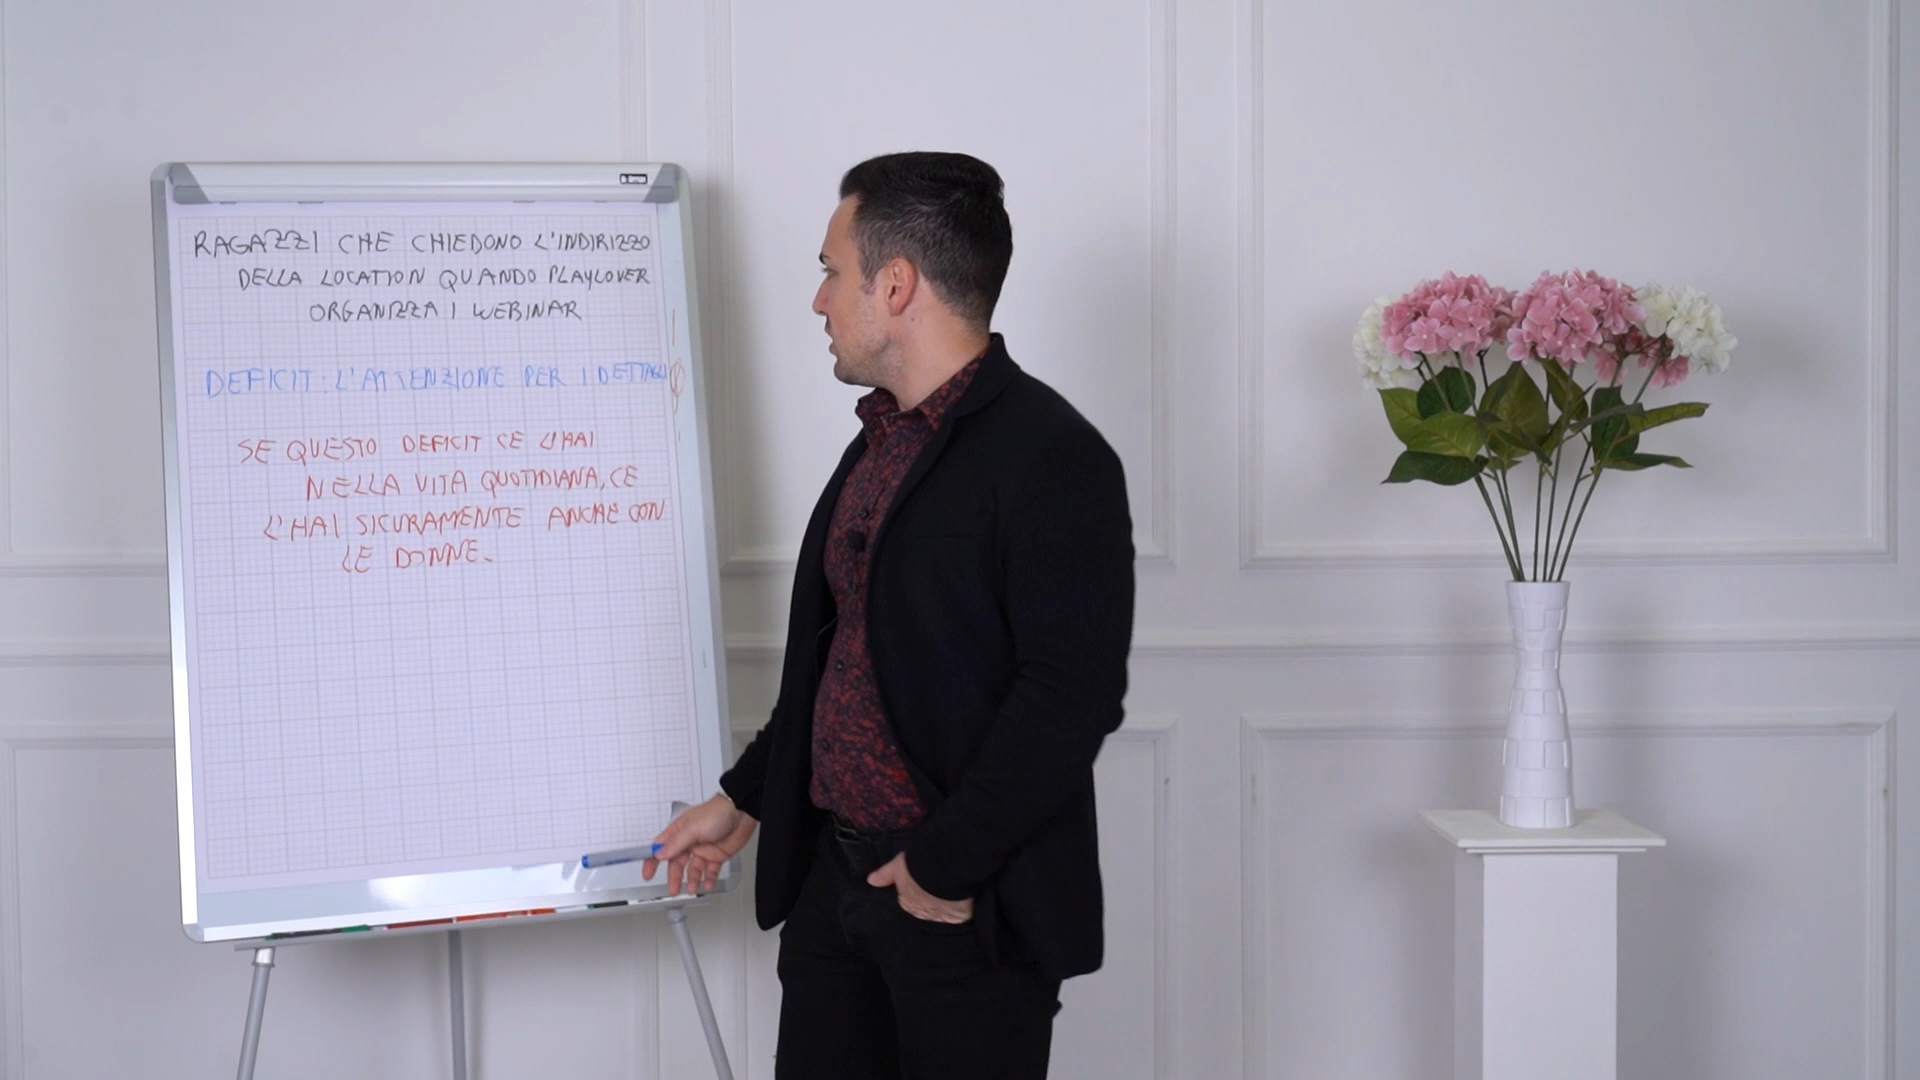 RAGAZZI CHE CHIEDONO L'INDIRIZZO
DELLA LOCATION QUANDO PLAYLOVER
ORGANIZZA I WEBINAR
DEFICIT: L'ATTENZIONE PER I DETTAGLI
SE QUESTO DEFICIT CE L'HAI
NELLA VITA QUOTIDIANA, CE
L'HAI SICURAMENTE ANCHE CON
LE DONNE.